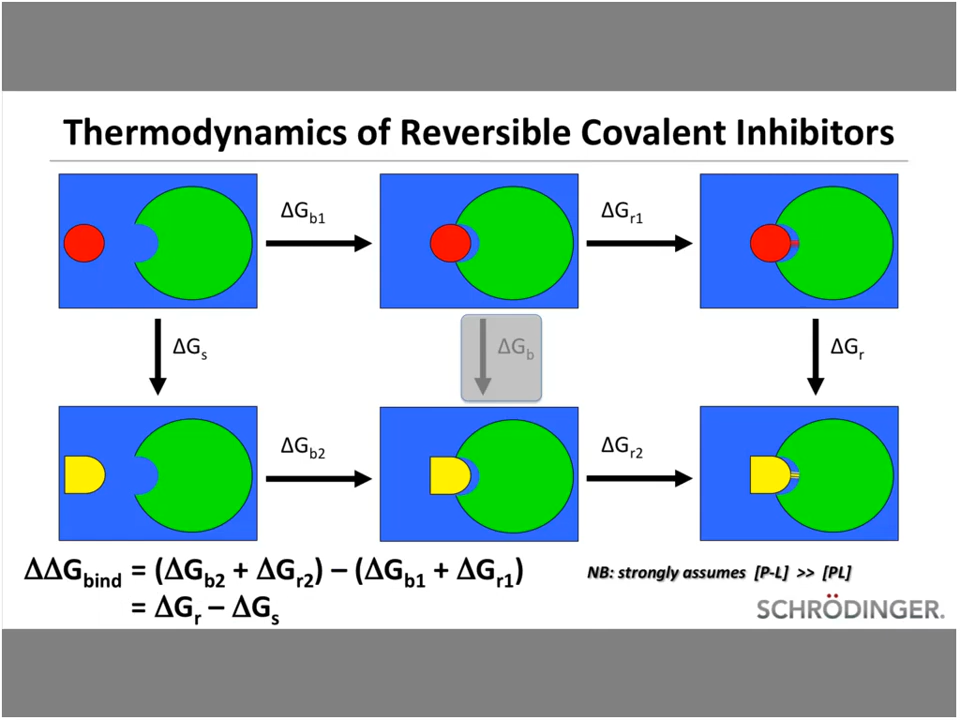 Thermodynamics of Reversible Covalent Inhibitors
ΔG_b1
ΔG_r1
ΔG_s
ΔG_b
ΔG_r
ΔG_b2
ΔG_r2
ΔΔG_bind = (ΔG_b2 + ΔG_r2) – (ΔG_b1 + ΔG_r1)
= ΔG_r – ΔG_s
NB: strongly assumes [P-L] >> [PL]
SCHRÖDINGER.